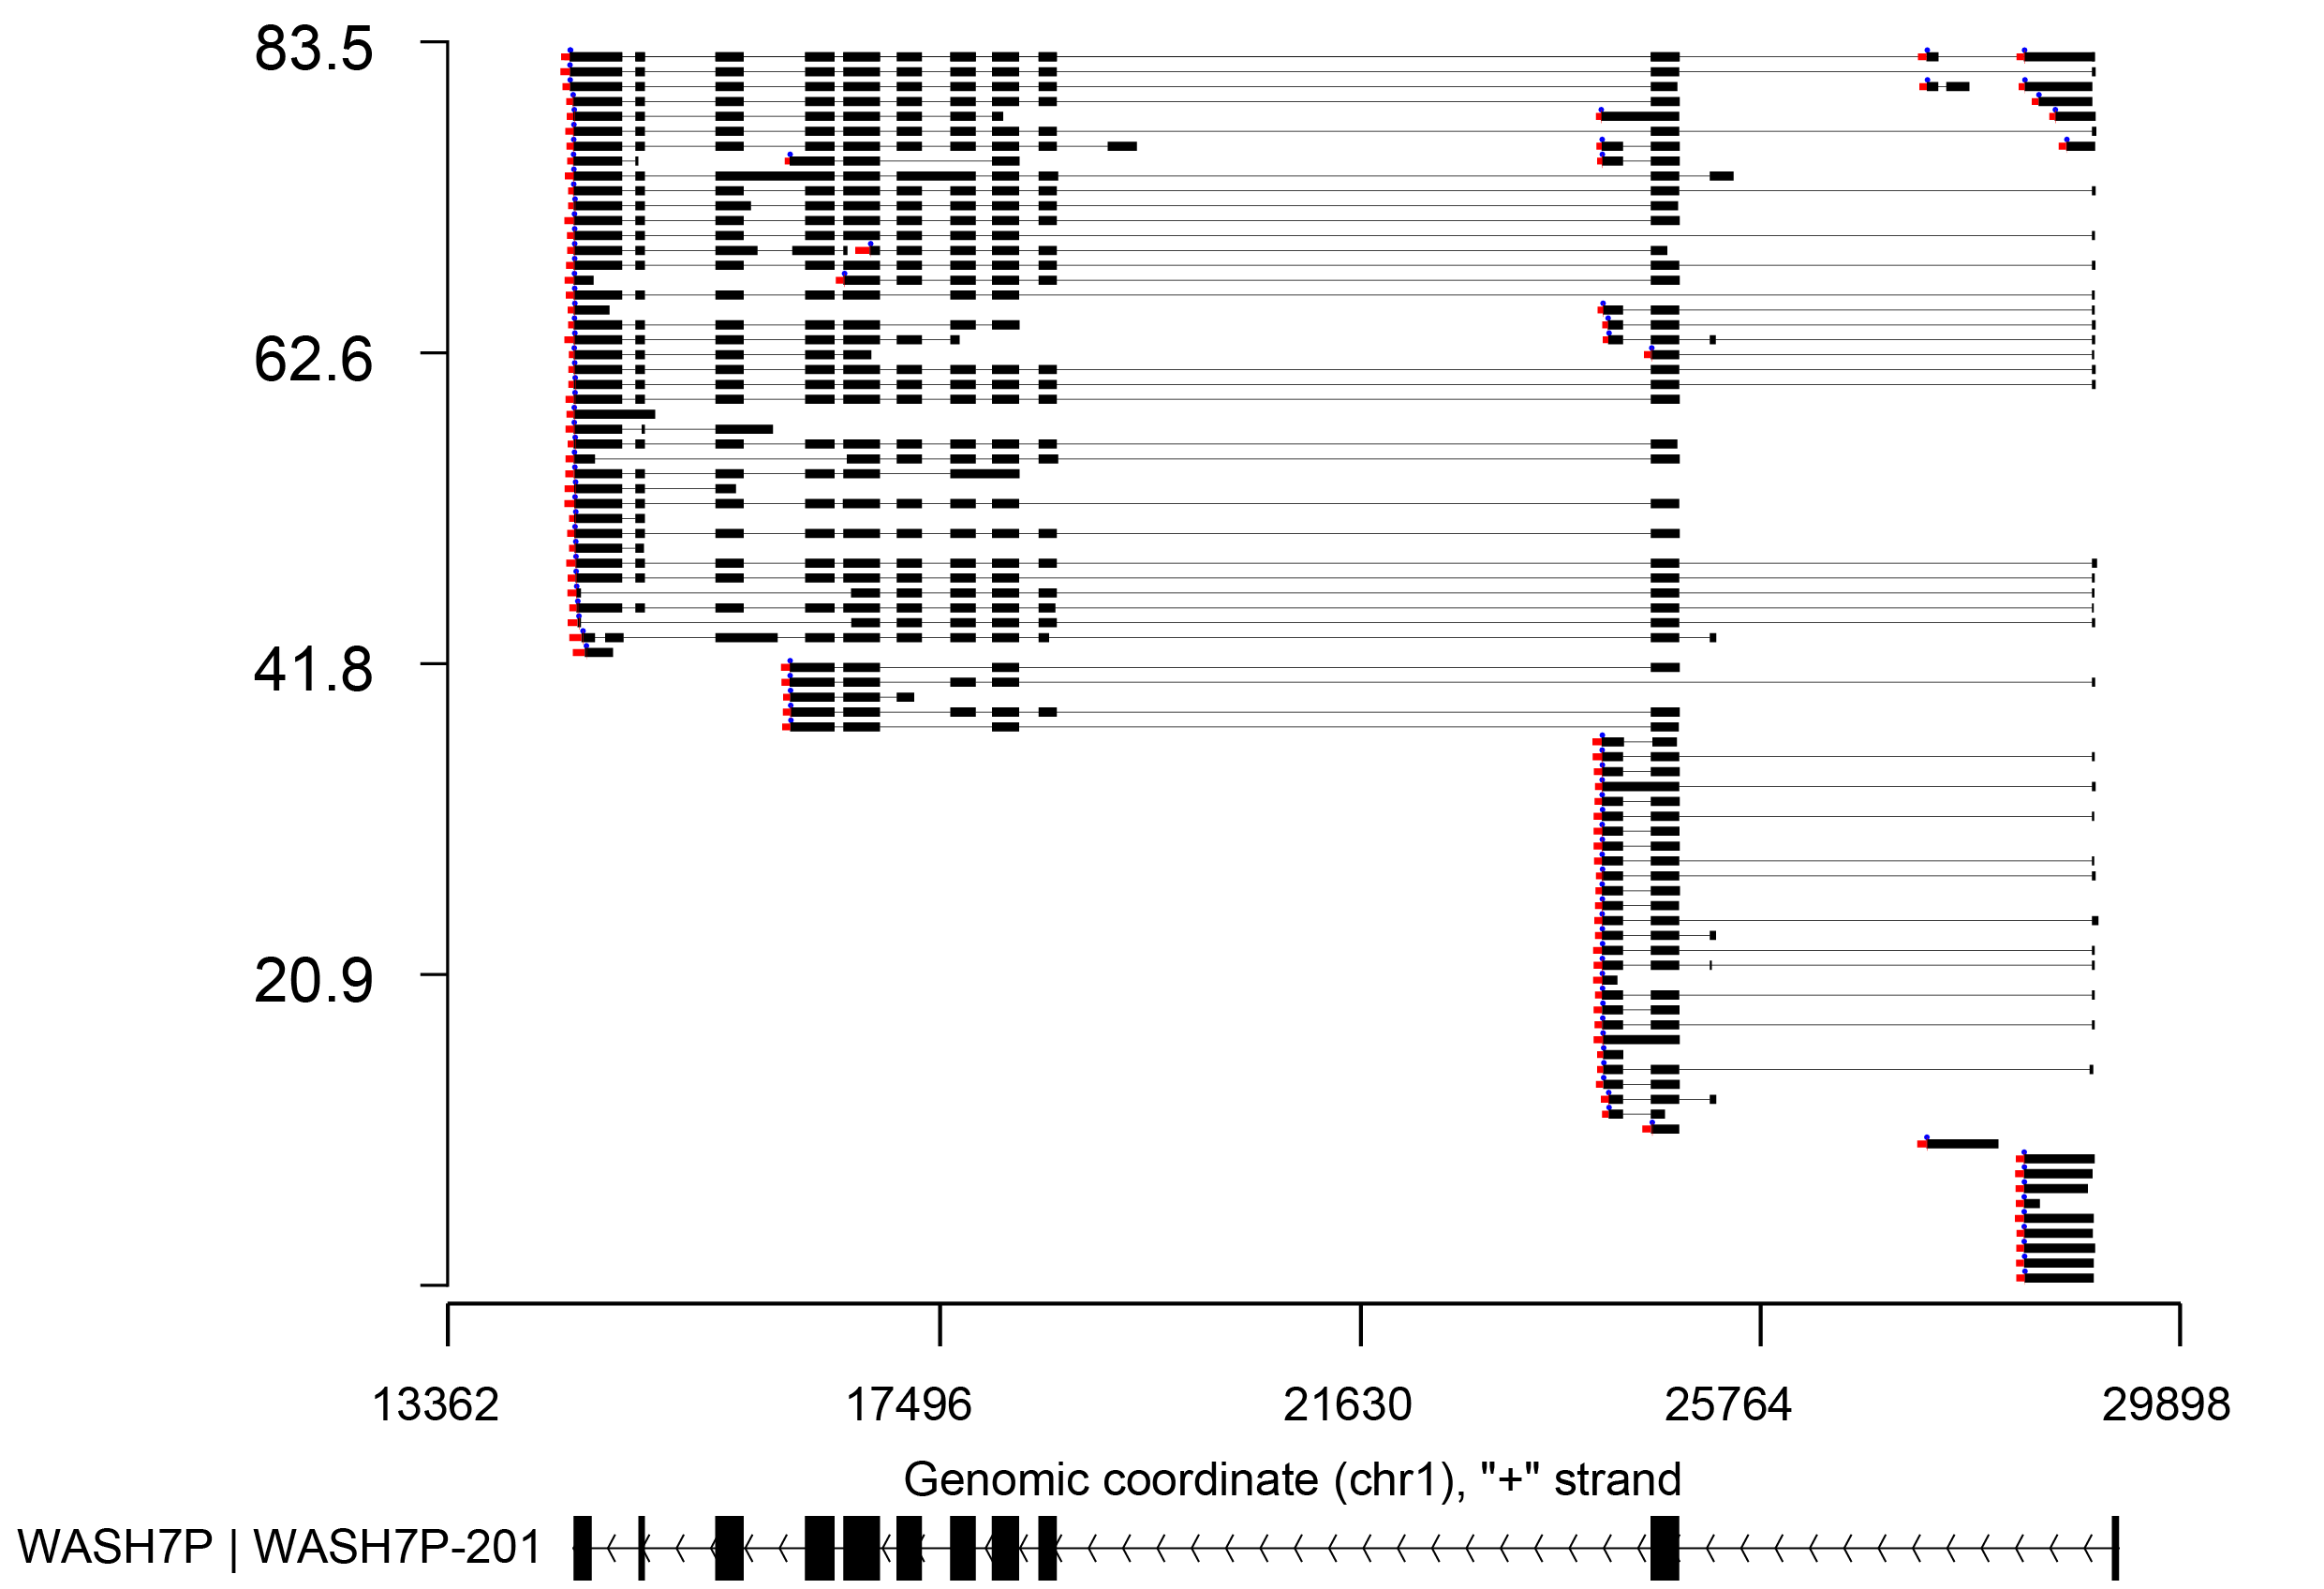 83.5
62.6
41.8
20.9
13362 17496 21630 25764 29898
Genomic coordinate (chr1), "+" strand
WASH7P | WASH7P-201